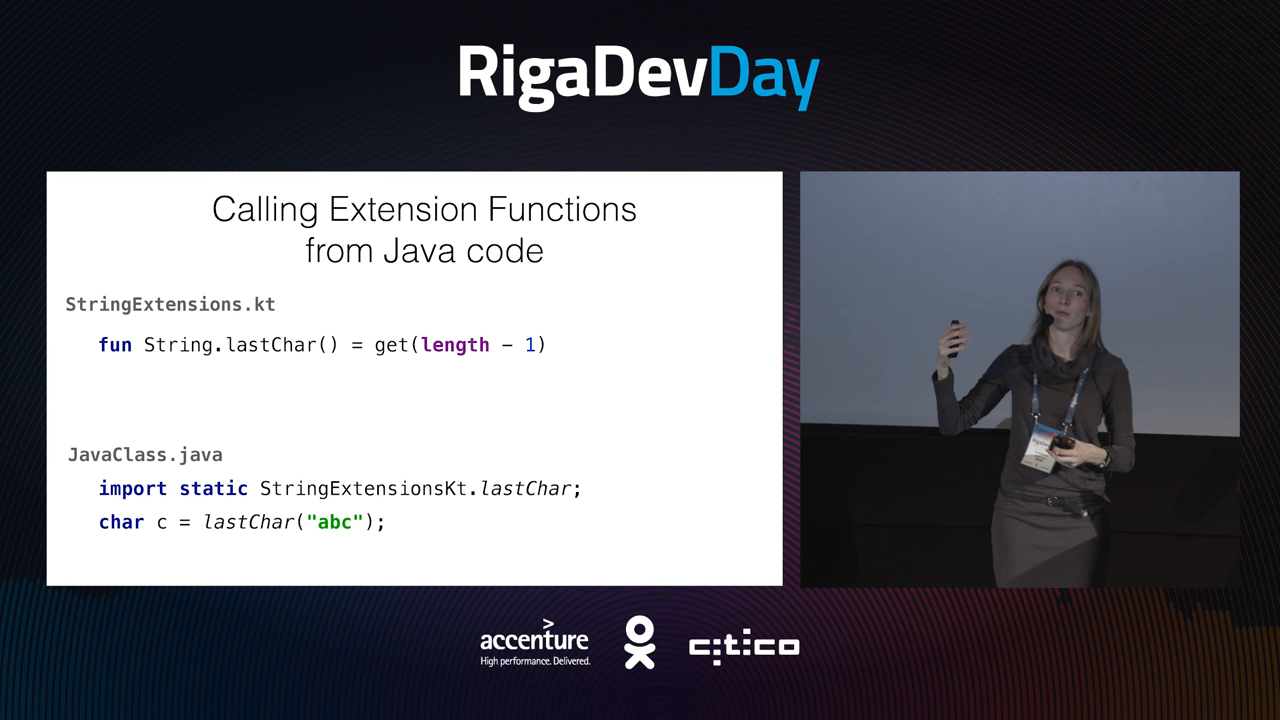 RigaDevDay
Calling Extension Functions
from Java code
StringExtensions.kt
fun String.lastChar() = get(length - 1)
JavaClass.java
import static StringExtensionsKt.lastChar;
char c = lastChar("abc");
>
accenture
High performance. Delivered.
citico